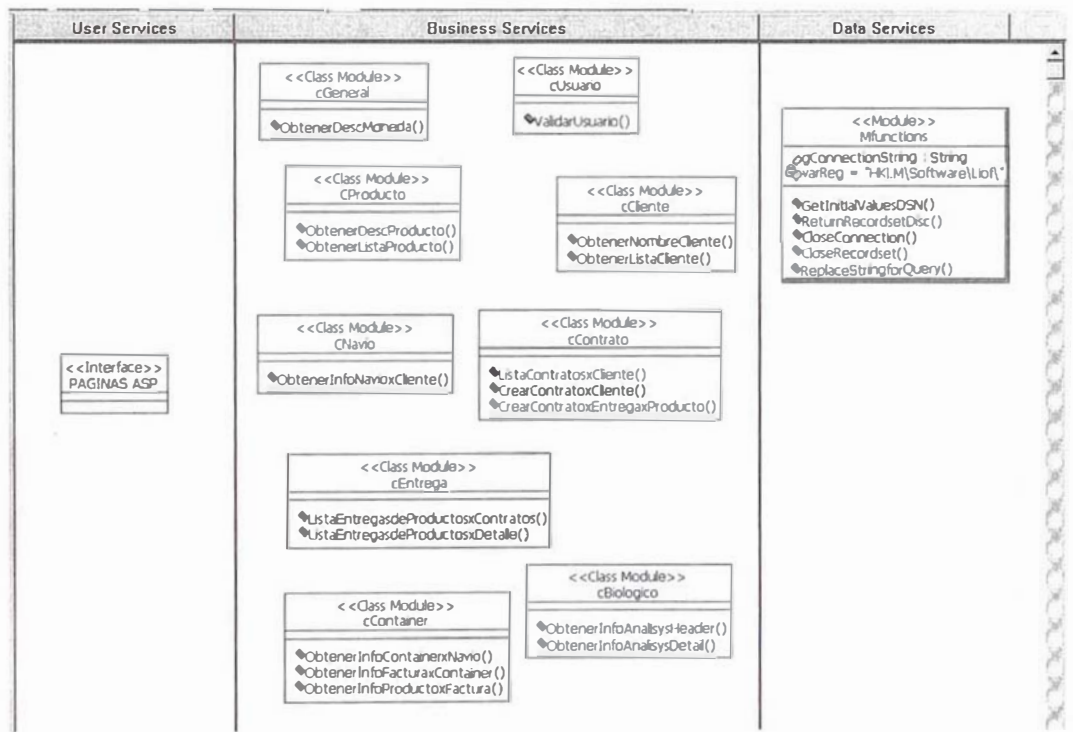 User Services
Business Services
Data Services
<<Class Module>>
cGeneral
ObtenerDescMoneda()
<<Class Module>>
cUsuario
ValidarUsuario()
<<Module>>
Mfunctions
gConnectionString : String
varReg = "HKLM\Software\Liof\"
GetInitialValuesDSN()
ReturnRecordsetDisc()
CloseConnection()
CloseRecordset()
ReplaceStringforQuery()
<<Class Module>>
CProducto
ObtenerDescProducto()
ObtenerListaProducto()
<<Class Module>>
cCliente
ObtenerNombreCliente()
ObtenerListaCliente()
<<Class Module>>
CNavio
ObtenerInfoNavioxCliente()
<<Class Module>>
cContrato
ListaContratosxCliente()
CrearContratoxCliente()
CrearContratoxEntregaxProducto()
<<Interface>>
PAGINAS ASP
<<Class Module>>
cEntrega
ListaEntregasdeProductosxContratos()
ListaEntregasdeProductosxDetalle()
<<Class Module>>
cContainer
ObtenerInfoContainerxNavio()
ObtenerInfoFacturaxContainer()
ObtenerInfoProductoxFactura()
<<Class Module>>
cBiologico
ObtenerInfoAnalisysHeader()
ObtenerInfoAnalisysDetail()